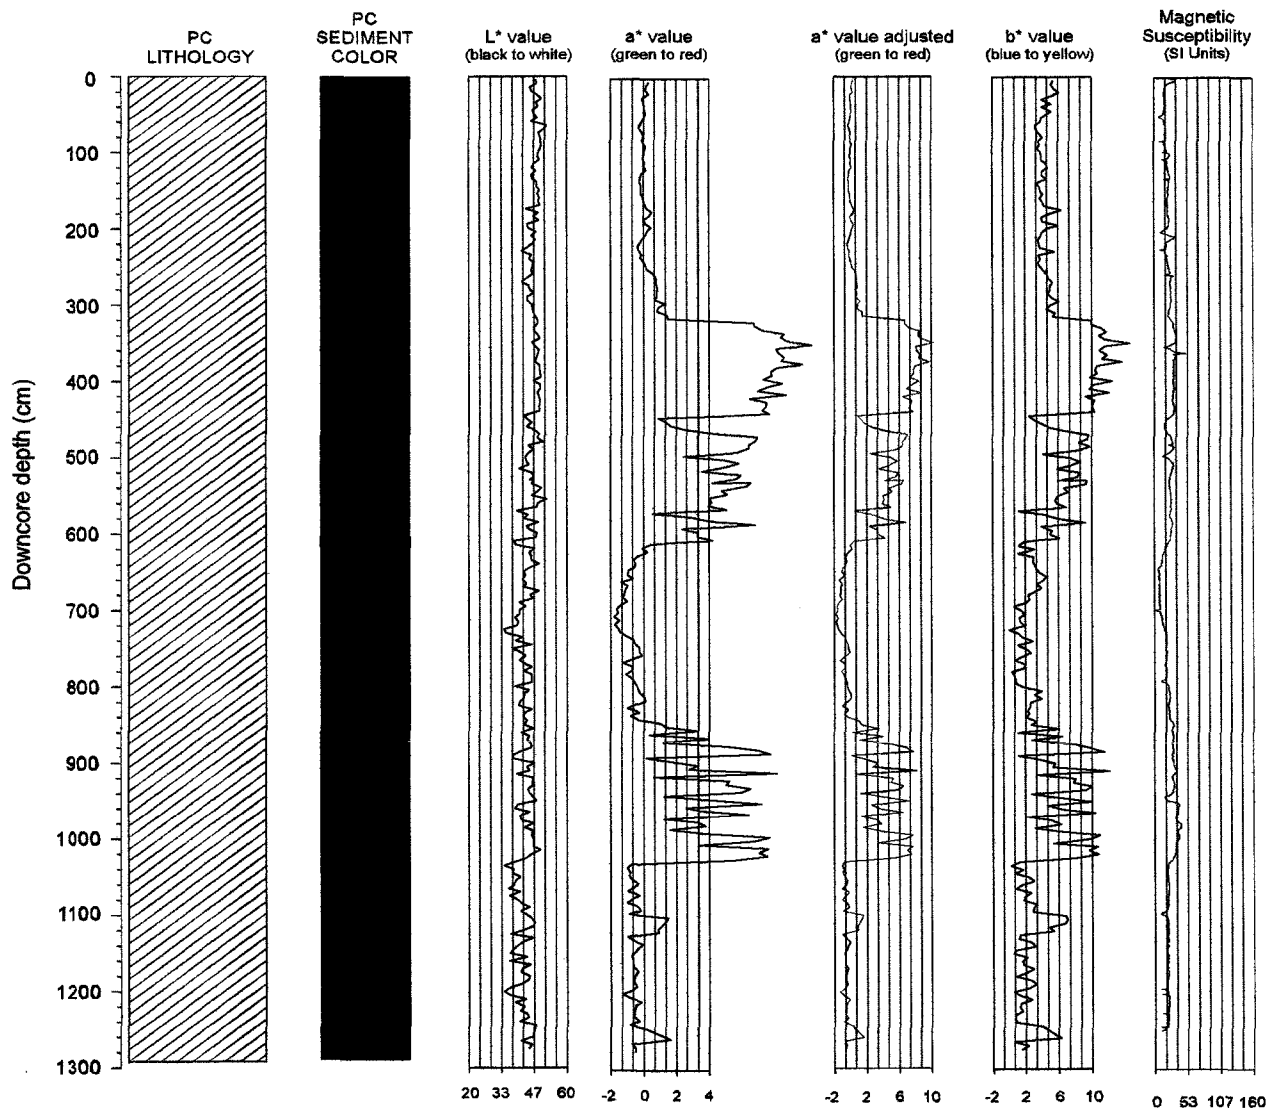 PC
LITHOLOGY
PC
SEDIMENT
COLOR
L* value
(black to white)
a* value
(green to red)
a* value adjusted
(green to red)
b* value
(blue to yellow)
Magnetic
Susceptibility
(SI Units)
Downcore depth (cm)
0
100
200
300
400
500
600
700
800
900
1000
1100
1200
1300
20 33 47 60
-2 0 2 4
-2 2 6 10
-2 2 6 10
0 53 107 160